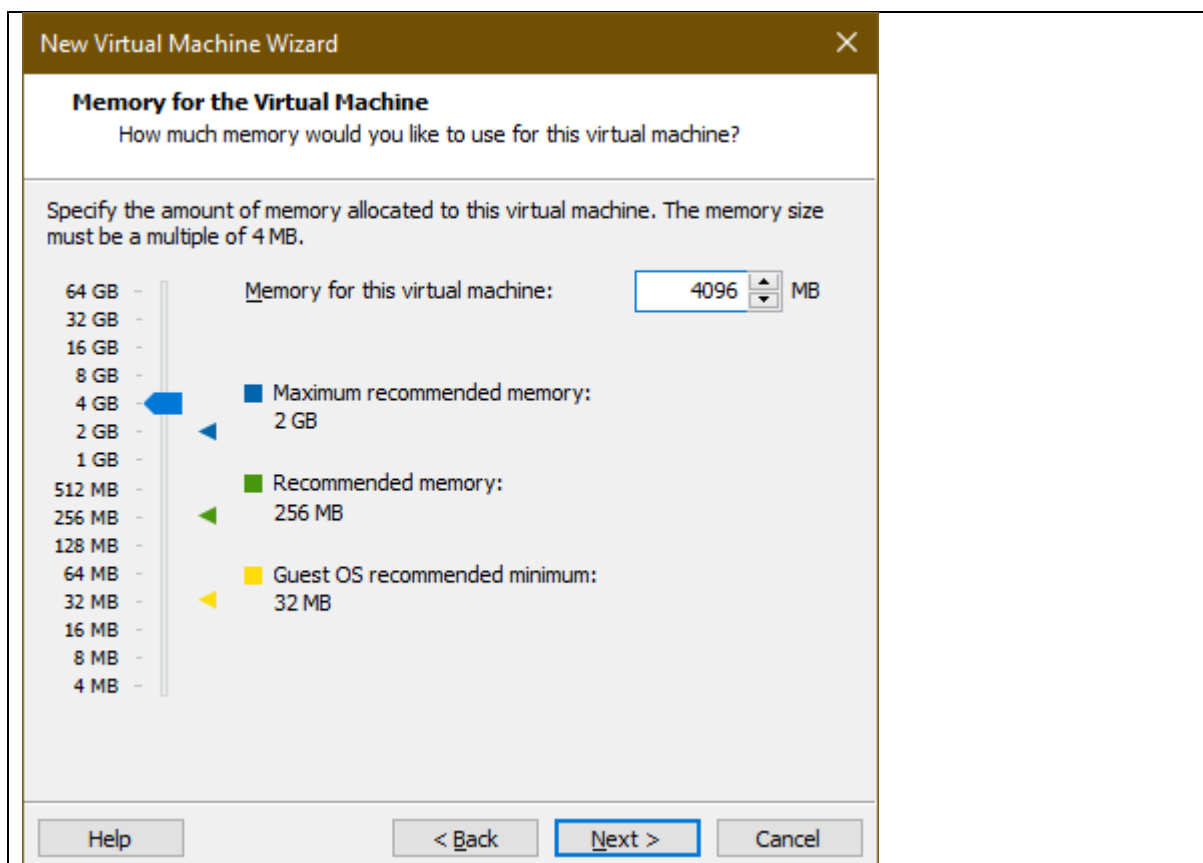 New Virtual Machine Wizard
Memory for the Virtual Machine
How much memory would you like to use for this virtual machine?
Specify the amount of memory allocated to this virtual machine. The memory size
must be a multiple of 4 MB.
64 GB
32 GB
16 GB
8 GB
4 GB
2 GB
1 GB
512 MB
256 MB
128 MB
64 MB
32 MB
16 MB
8 MB
4 MB
Memory for this virtual machine: 4096 MB
Maximum recommended memory:
2 GB
Recommended memory:
256 MB
Guest OS recommended minimum:
32 MB
Help < Back Next > Cancel